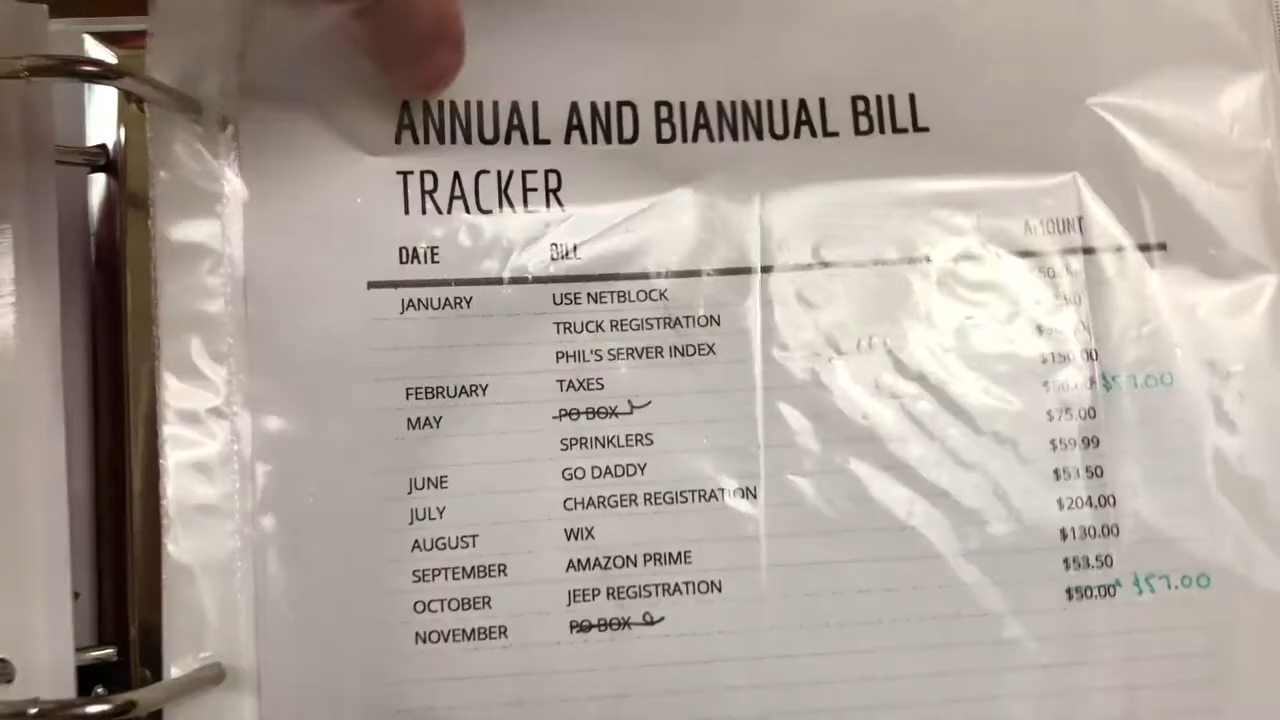 ANNUAL AND BIANNUAL BILL
TRACKER
DATE BILL AMOUNT
JANUARY USE NETBLOCK
TRUCK REGISTRATION
PHIL'S SERVER INDEX
FEBRUARY TAXES $150.00
MAY PO BOX $57.00
SPRINKLERS $75.00
JUNE GO DADDY $59.99
JULY CHARGER REGISTRATION $53.50
AUGUST WIX $204.00
SEPTEMBER AMAZON PRIME $130.00
OCTOBER JEEP REGISTRATION $53.50
NOVEMBER PO BOX $50.00 $57.00